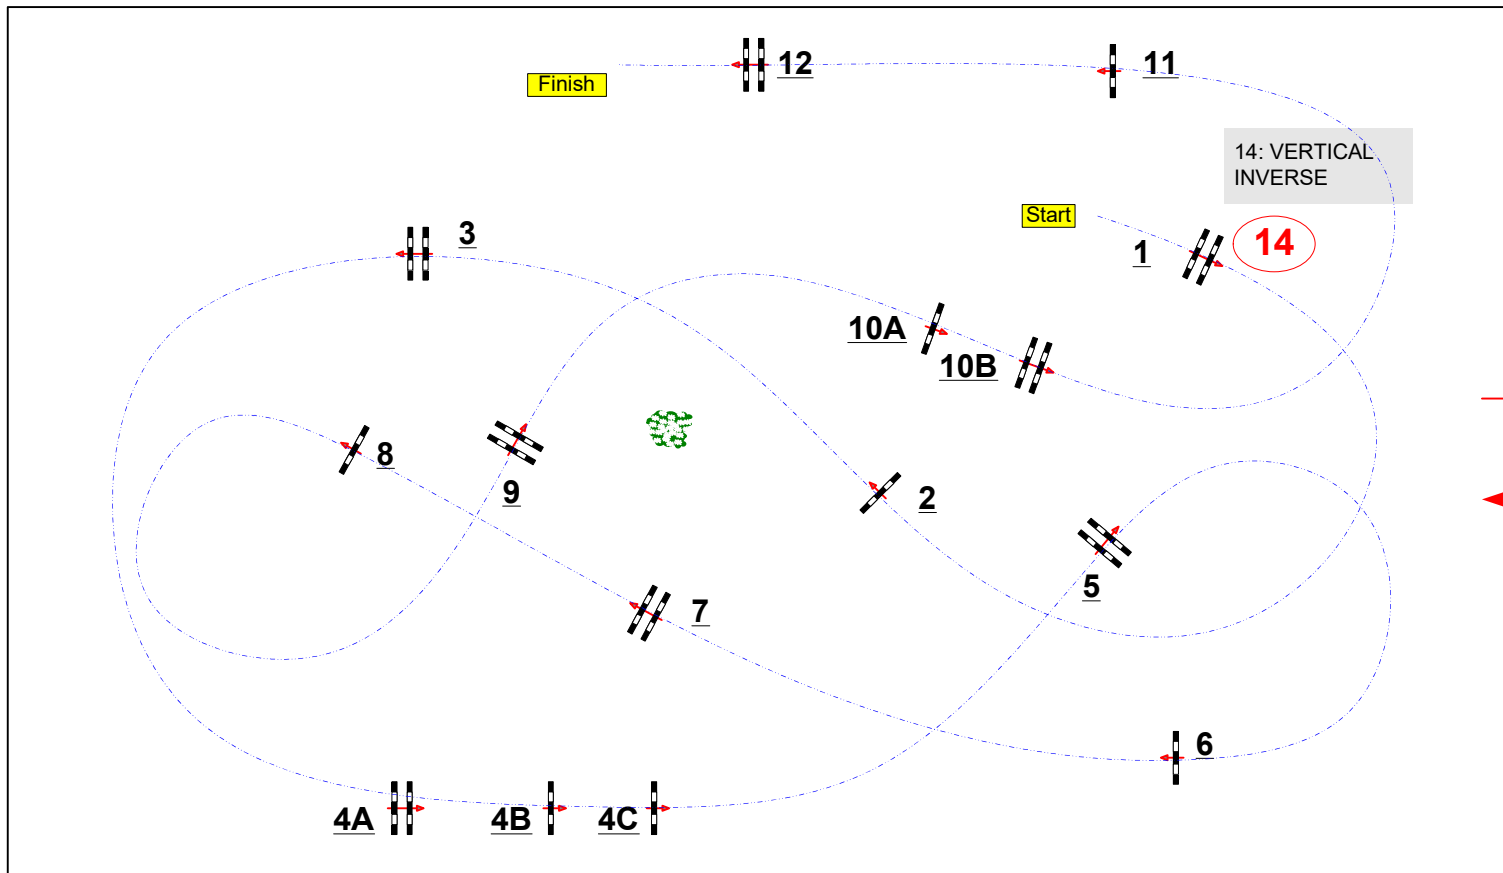 12
11
Finish
14: VERTICAL
INVERSE
Start
3
1
14
10A
10B
8
9
2
5
7
6
4A
4B
4C